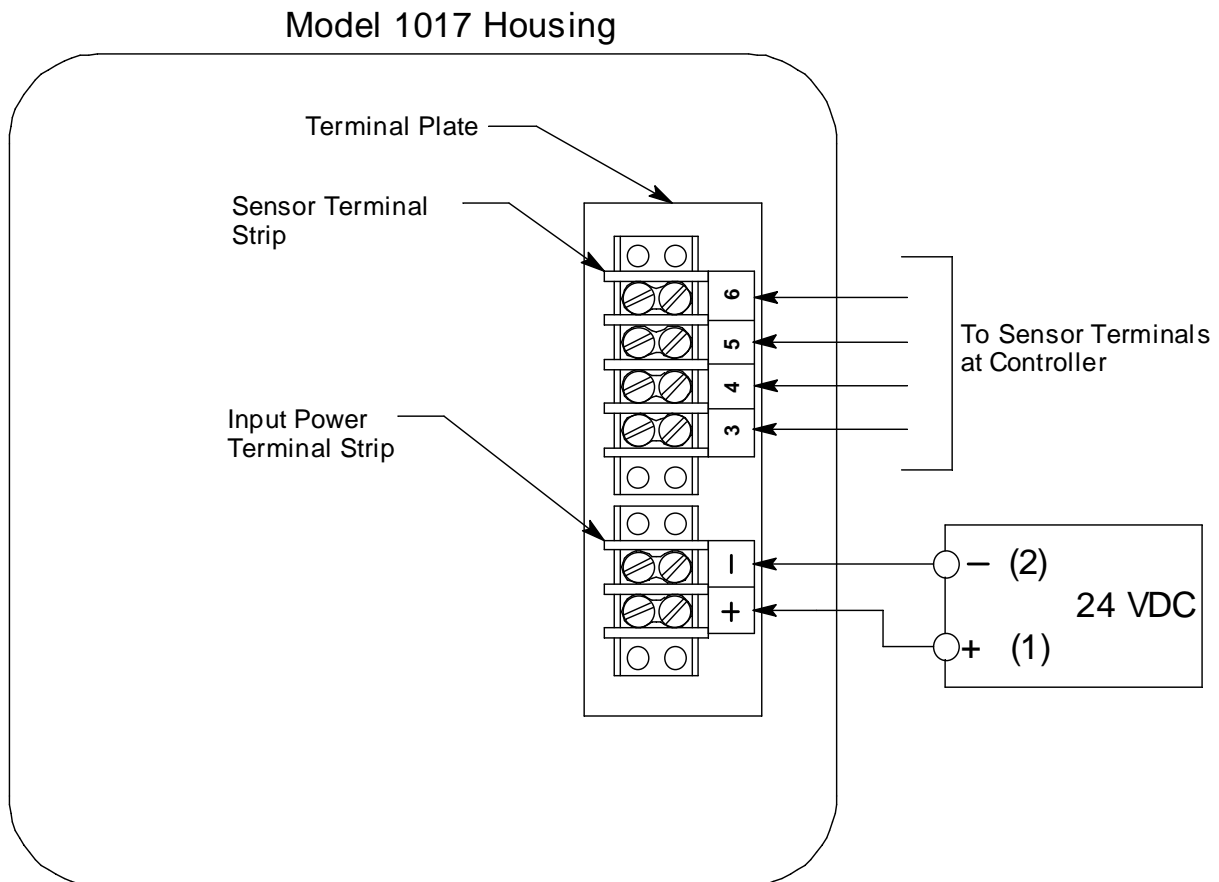 Model 1017 Housing
Terminal Plate
Sensor Terminal
Strip
6
5
To Sensor Terminals
at Controller
4
3
Input Power
Terminal Strip
− (2)
24 VDC
+ (1)
−
+